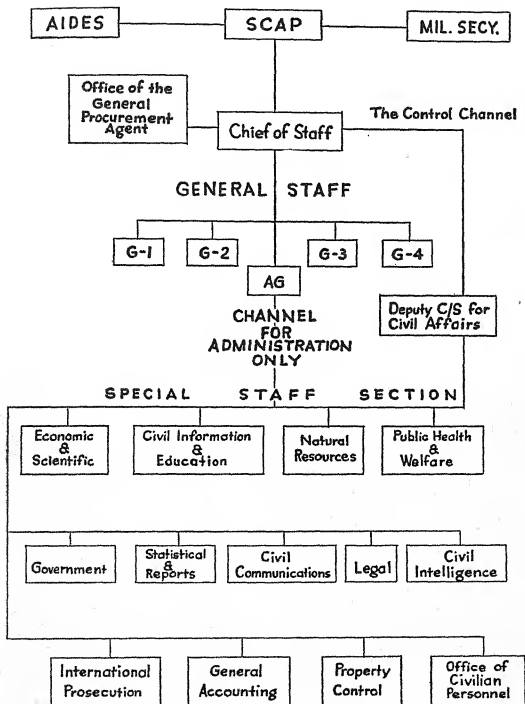 AIDES
SCAP
MIL. SECY.
Office of the
General
Procurement
Agent
Chief of Staff
The Control Channel
GENERAL STAFF
G-1
G-2
G-3
G-4
AG
CHANNEL
FOR
ADMINISTRATION
ONLY
Deputy C/S for
Civil Affairs
SPECIAL STAFF SECTION
Economic
&
Scientific
Civil Information
&
Education
Natural
Resources
Public Health
&
Welfare
Government
Statistical
&
Reports
Civil
Communications
Legal
Civil
Intelligence
International
Prosecution
General
Accounting
Property
Control
Office of
Civilian
Personnel